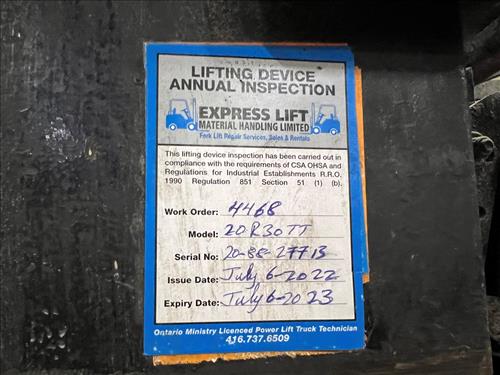 LIFTING DEVICE
ANNUAL INSPECTION
EXPRESS LIFT
MATERIAL HANDLING LIMITED
Fork Lift Repair Services, Sales & Rentals
This lifting device inspection has been carried out in
compliance with the requirements of CSA OHSA and
Regulations for Industrial Establishments R.R.O.
1990 Regulation 851 Section 51 (1) (b).
Work Order: 4468
Model: 20R30TT
Serial No: 20-88-27713
Issue Date: July 6-2022
Expiry Date: July 6-2023
Ontario Ministry Licenced Power Lift Truck Technician
416.737.6509